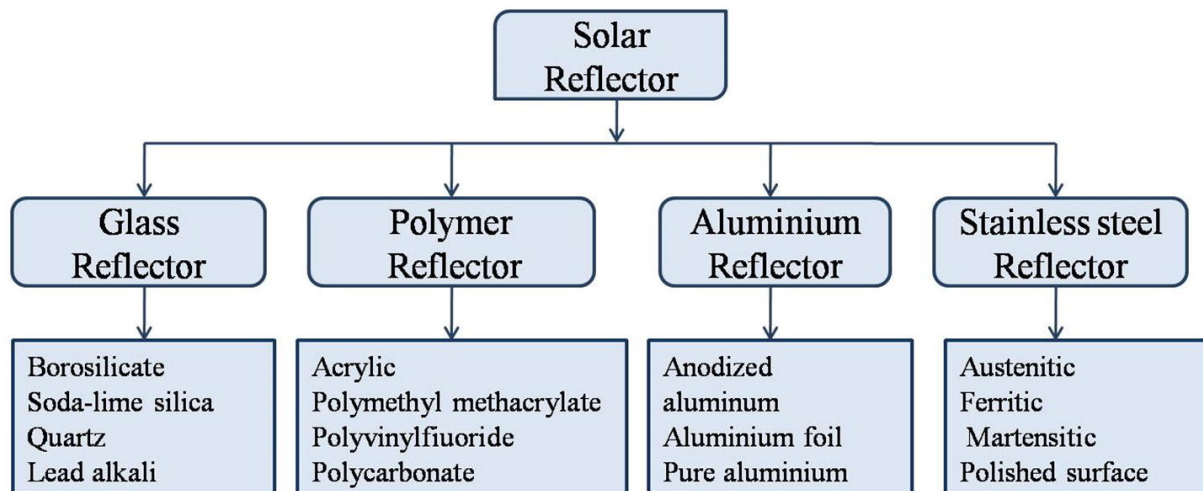 Solar
Reflector
Glass
Reflector
Polymer
Reflector
Aluminium
Reflector
Stainless steel
Reflector
Borosilicate
Soda-lime silica
Quartz
Lead alkali
Acrylic
Polymethyl methacrylate
Polyvinylfiuoride
Polycarbonate
Anodized
aluminum
Aluminium foil
Pure aluminium
Austenitic
Ferritic
Martensitic
Polished surface